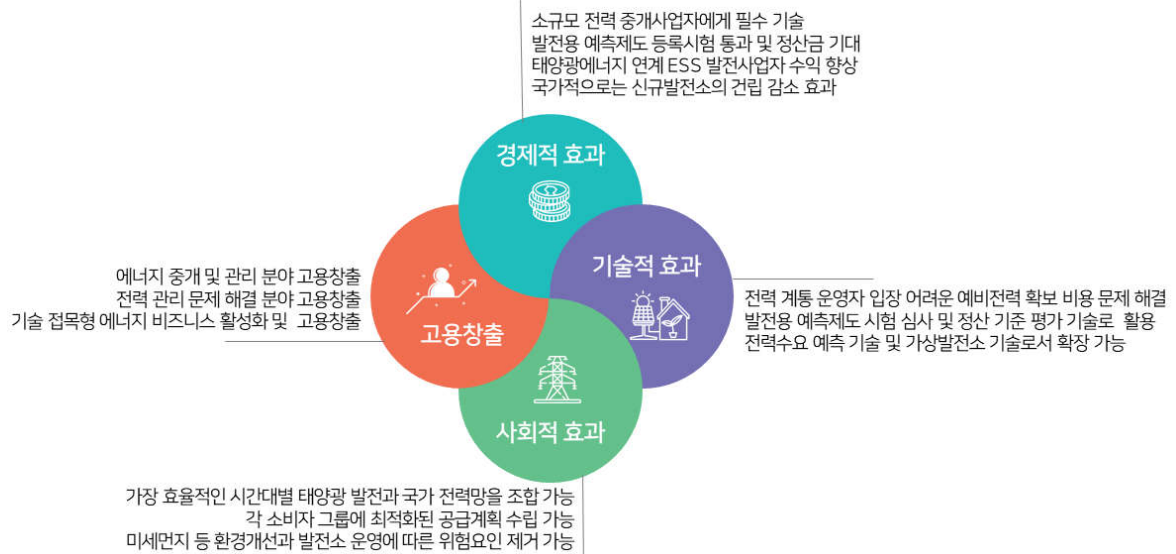 소규모 전력 중개사업자에게 필수 기술
발전용 예측제도 등록시험 통과 및 정산금 기대
태양광에너지 연계 ESS 발전사업자 수익 향상
국가적으로는 신규발전소의 건립 감소 효과
경제적 효과
기술적 효과
전력 계통 운영자 입장 어려운 예비전력 확보 비용 문제 해결
발전용 예측제도 시험 심사 및 정산 기준 평가 기술로 활용
전력수요 예측 기술 및 가상발전소 기술로서 확장 가능
에너지 중개 및 관리 분야 고용창출
전력 관리 문제 해결 분야 고용창출
기술 접목형 에너지 비즈니스 활성화 및 고용창출
고용창출
사회적 효과
가장 효율적인 시간대별 태양광 발전과 국가 전력망을 조합 가능
각 소비자 그룹에 최적화된 공급계획 수립 가능
미세먼지 등 환경개선과 발전소 운영에 따른 위험요인 제거 가능